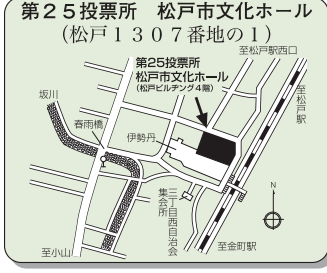 第２５投票所　松戸市文化ホール
（松戸１３０７番地の１）
至松戸駅西口
第25投票所
松戸市文化ホール
（松戸ビルヂング４階）
至松戸駅
坂川
春雨橋
伊勢丹
三丁目西自治会
集会所
N
至小山
至金町駅